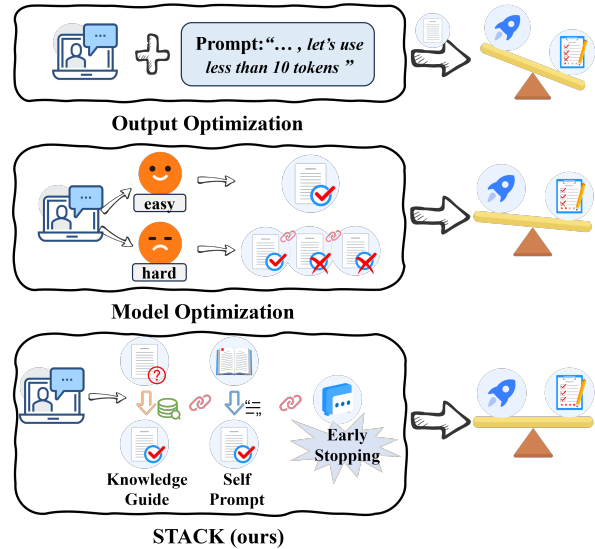 Prompt:“… , let’s use
less than 10 tokens ”
Output Optimization
easy
hard
Model Optimization
Knowledge
Guide
Self
Prompt
Early
Stopping
STACK (ours)